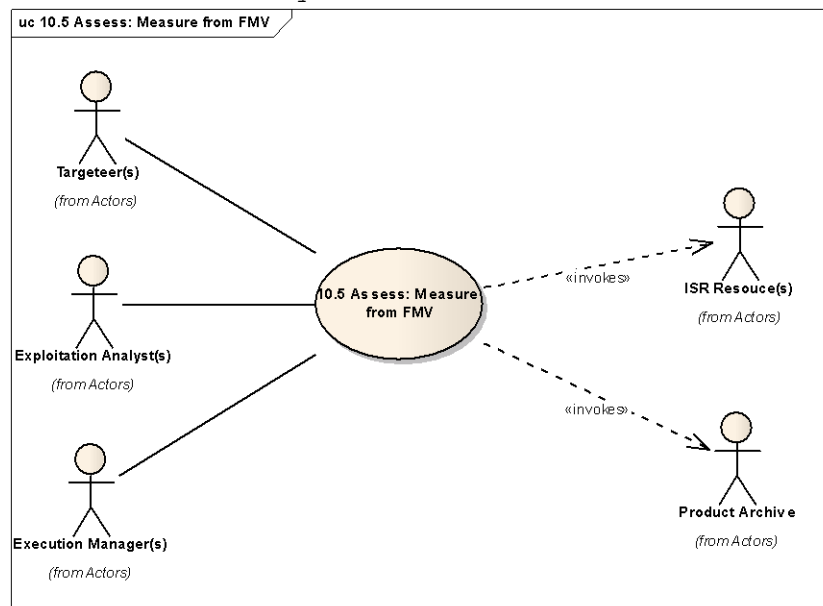 uc 10.5 Assess: Measure from FMV
Targeteer(s)
(from Actors)
Exploitation Analyst(s)
(from Actors)
Execution Manager(s)
(from Actors)
10.5 Assess: Measure
from FMV
«invokes»
«invokes»
ISR Resouce(s)
(from Actors)
Product Archive
(from Actors)